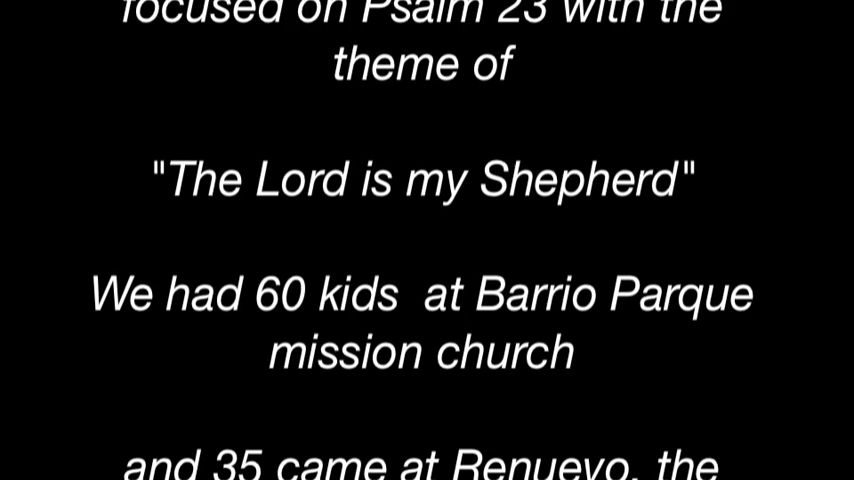 focused on Psalm 23 with the
theme of
"The Lord is my Shepherd"
We had 60 kids  at Barrio Parque
mission church
and 35 came at Renuevo, the